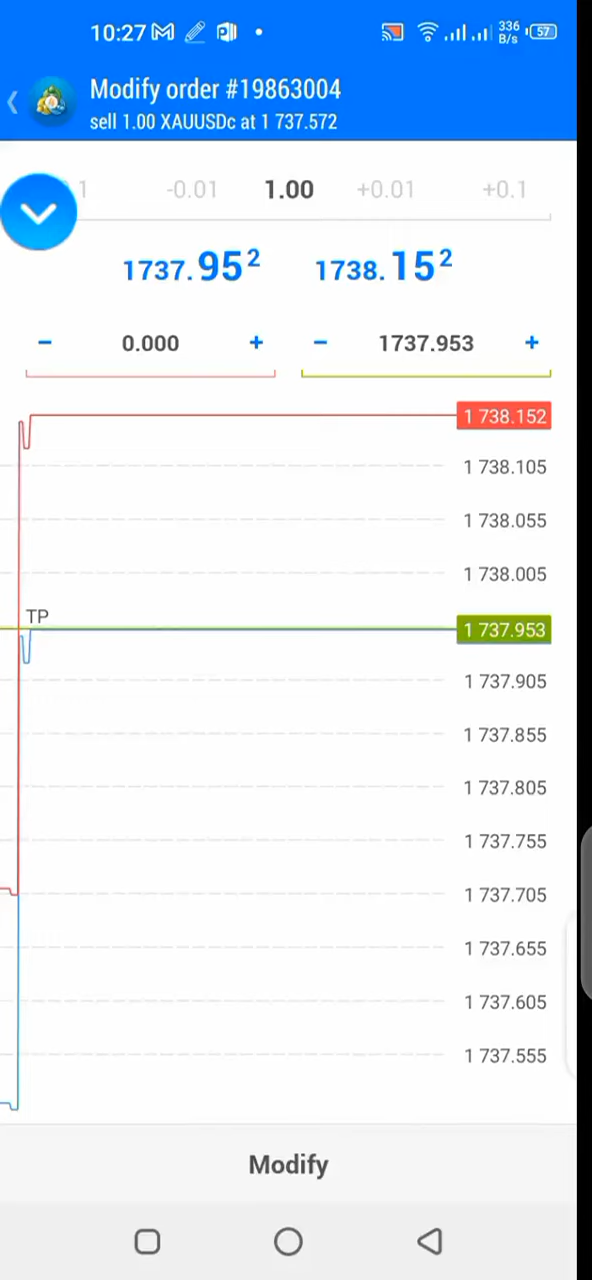 10:27 336 B/s 57
Modify order #19863004
sell 1.00 XAUUSDc at 1 737.572
1 -0.01 1.00 +0.01 +0.1
1737.95² 1738.15²
− 0.000 + − 1737.953 +
1 738.152
1 738.105
1 738.055
1 738.005
TP
1 737.953
1 737.905
1 737.855
1 737.805
1 737.755
1 737.705
1 737.655
1 737.605
1 737.555
Modify